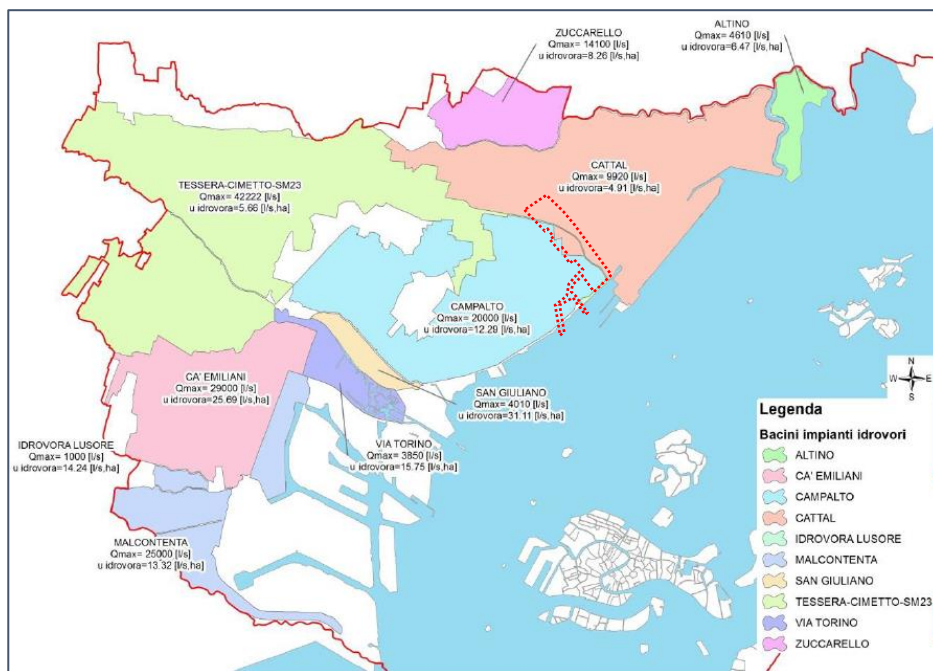 ALTINO
Qmax= 4610 [l/s]
u idrovora=6.47 [l/s,ha]
ZUCCARELLO
Qmax= 14100 [l/s]
u idrovora=8.26 [l/s,ha]
CATTAL
Qmax= 9920 [l/s]
u idrovora=4.91 [l/s,ha]
TESSERA-CIMETTO-SM23
Qmax= 42222 [l/s]
u idrovora=5.66 [l/s,ha]
CAMPALTO
Qmax= 20000 [l/s]
u idrovora=12.29 [l/s,ha]
CA' EMILIANI
Qmax= 29000 [l/s]
u idrovora=25.69 [l/s,ha]
SAN GIULIANO
Qmax= 4010 [l/s]
u idrovora=31.11 [l/s,ha]
IDROVORA LUSORE
Qmax= 1000 [l/s]
u idrovora=14.24 [l/s,ha]
VIA TORINO
Qmax= 3850 [l/s]
u idrovora=15.75 [l/s,ha]
MALCONTENTA
Qmax= 25000 [l/s]
u idrovora=13.32 [l/s,ha]
N
W E
S
Legenda
Bacini impianti idrovori
ALTINO
CA' EMILIANI
CAMPALTO
CATTAL
IDROVORA LUSORE
MALCONTENTA
SAN GIULIANO
TESSERA-CIMETTO-SM23
VIA TORINO
ZUCCARELLO